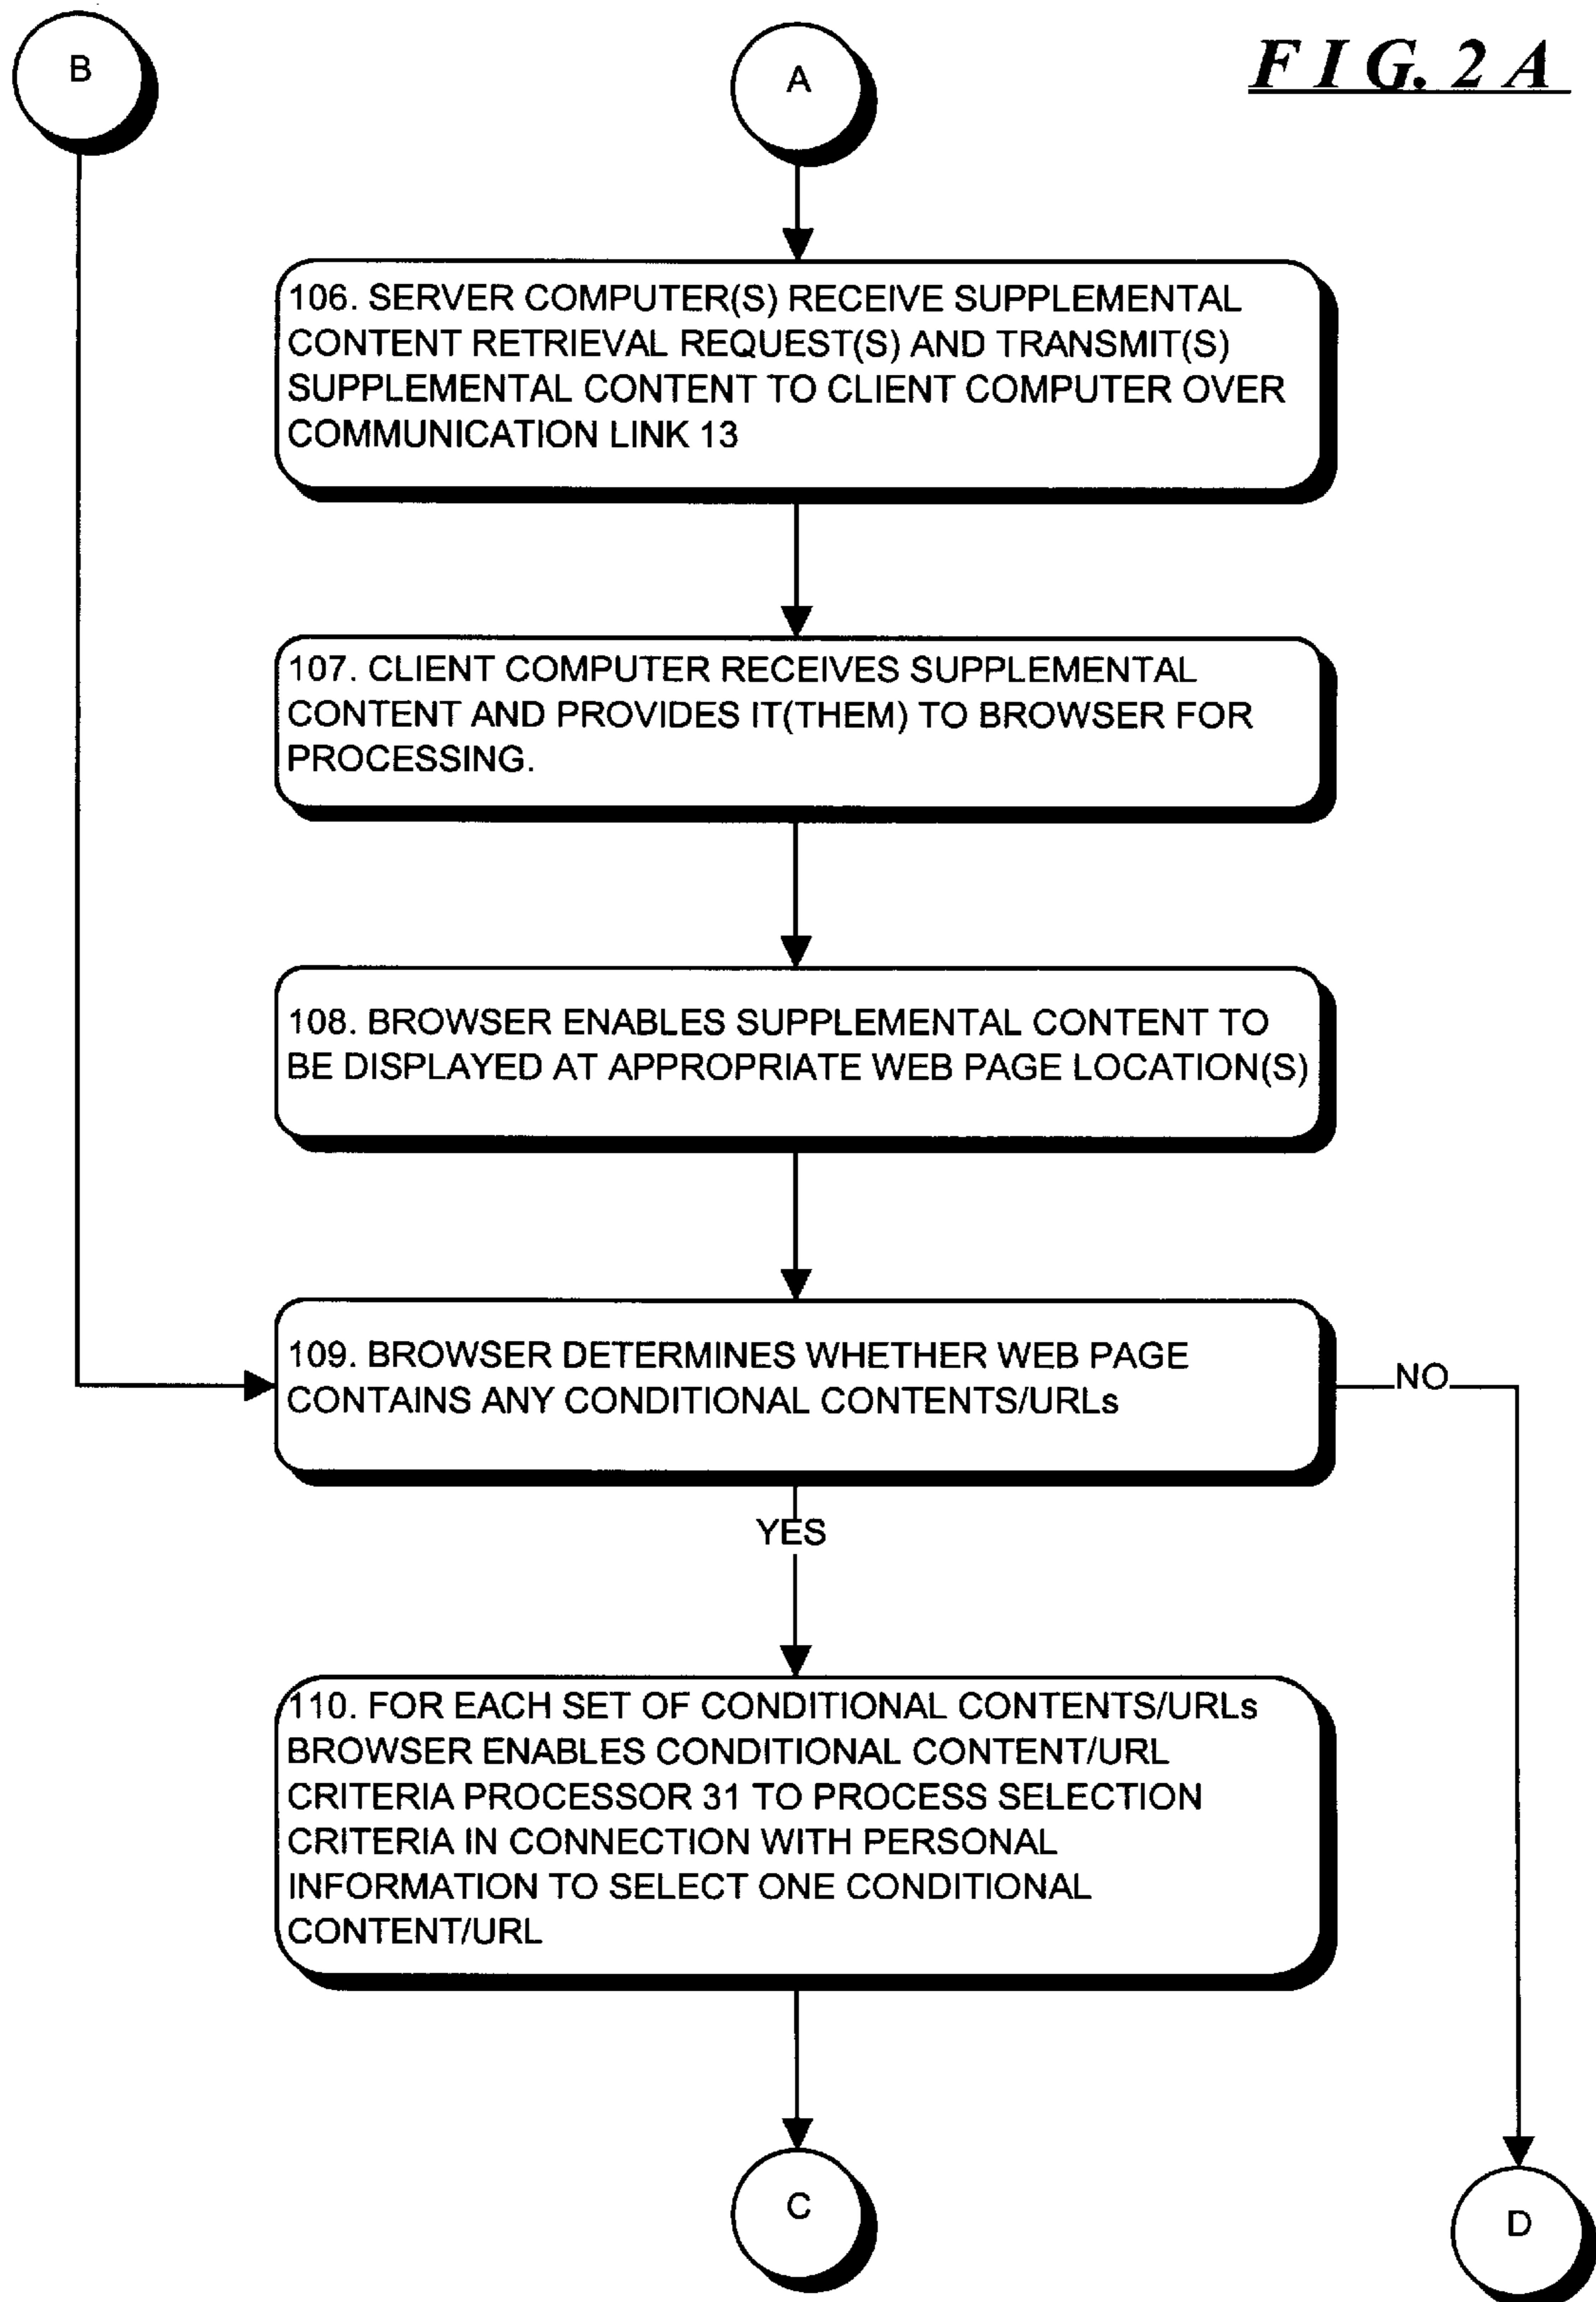 B
A
FIG. 2A
106. SERVER COMPUTER(S) RECEIVE SUPPLEMENTAL
CONTENT RETRIEVAL REQUEST(S) AND TRANSMIT(S)
SUPPLEMENTAL CONTENT TO CLIENT COMPUTER OVER
COMMUNICATION LINK 13
107. CLIENT COMPUTER RECEIVES SUPPLEMENTAL
CONTENT AND PROVIDES IT(THEM) TO BROWSER FOR
PROCESSING.
108. BROWSER ENABLES SUPPLEMENTAL CONTENT TO
BE DISPLAYED AT APPROPRIATE WEB PAGE LOCATION(S)
109. BROWSER DETERMINES WHETHER WEB PAGE
CONTAINS ANY CONDITIONAL CONTENTS/URLs
NO
YES
110. FOR EACH SET OF CONDITIONAL CONTENTS/URLs
BROWSER ENABLES CONDITIONAL CONTENT/URL
CRITERIA PROCESSOR 31 TO PROCESS SELECTION
CRITERIA IN CONNECTION WITH PERSONAL
INFORMATION TO SELECT ONE CONDITIONAL
CONTENT/URL
C
D